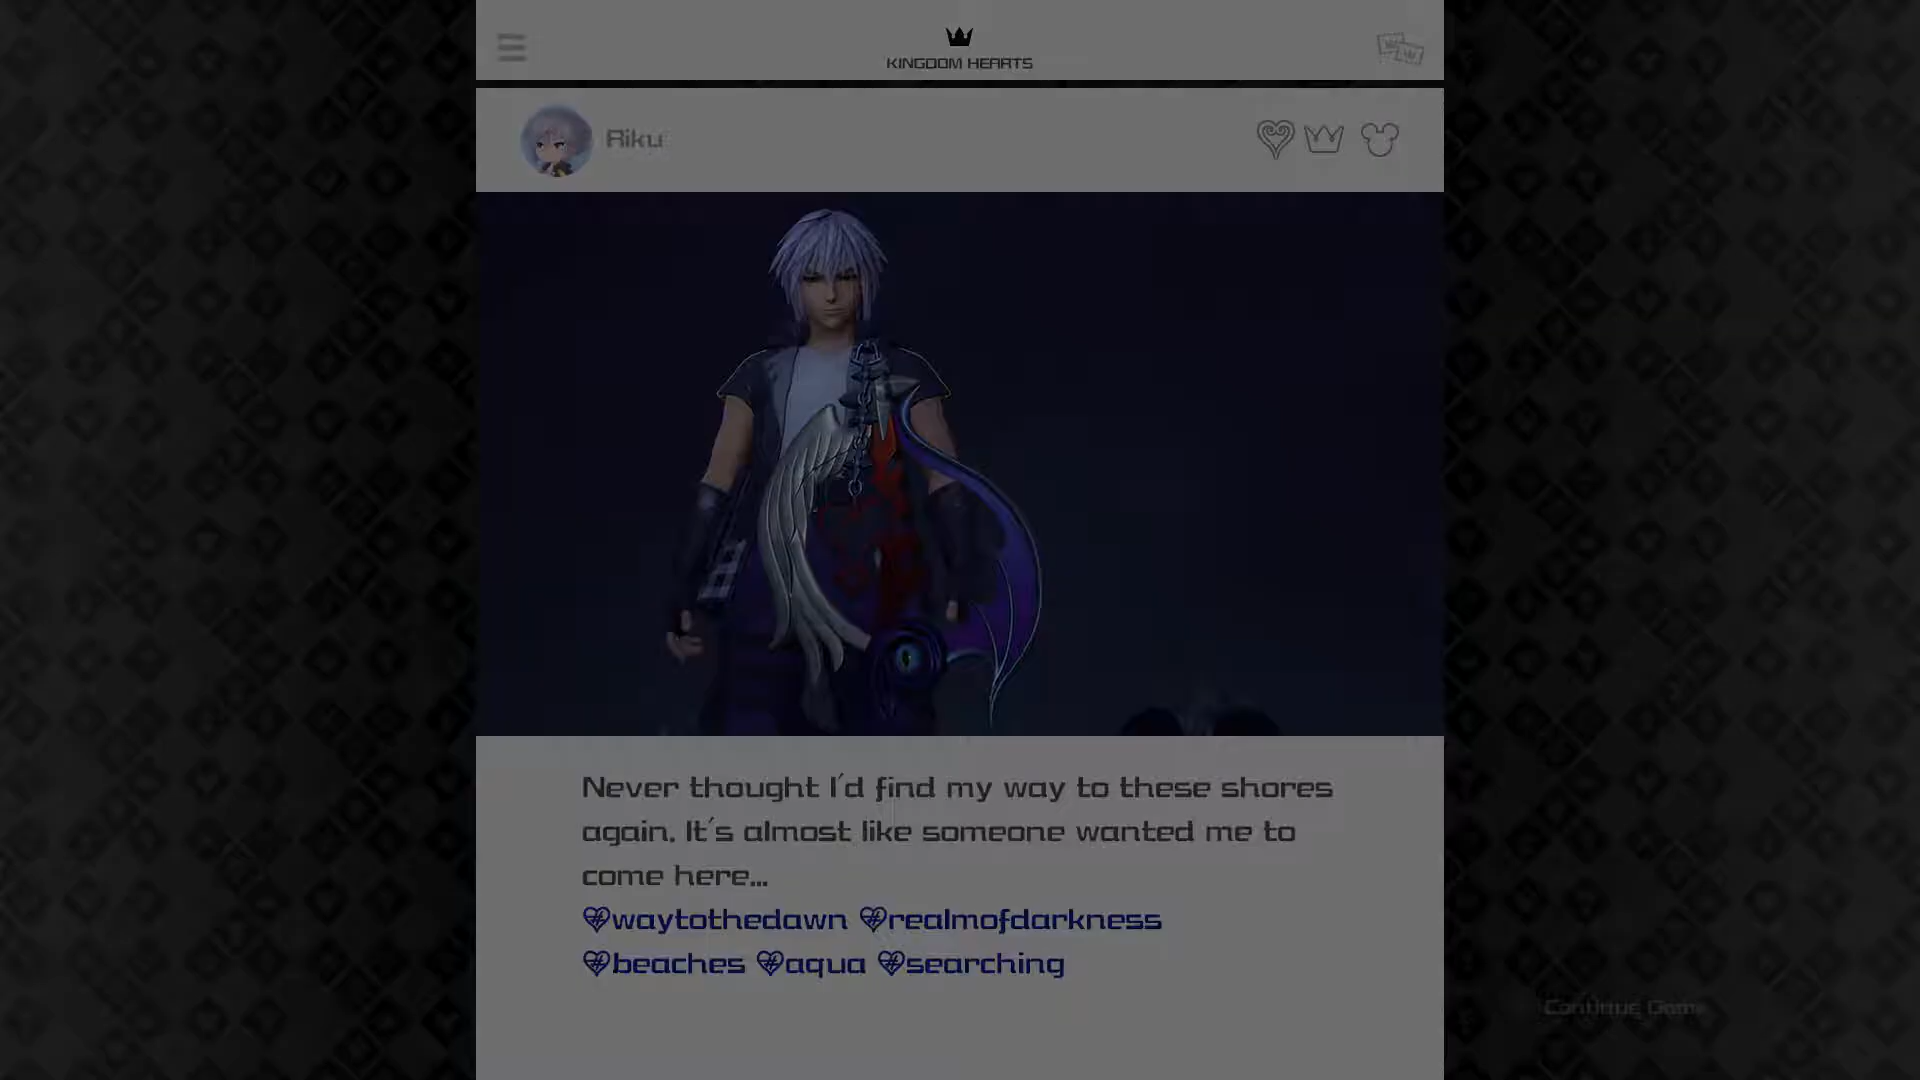 KINGDOM HEARTS
Riku
Never thought I'd find my way to these shores
again. It's almost like someone wanted me to
come here...
#waytothedawn #realmofdarkness
#beaches #aqua #searching
Continue Game